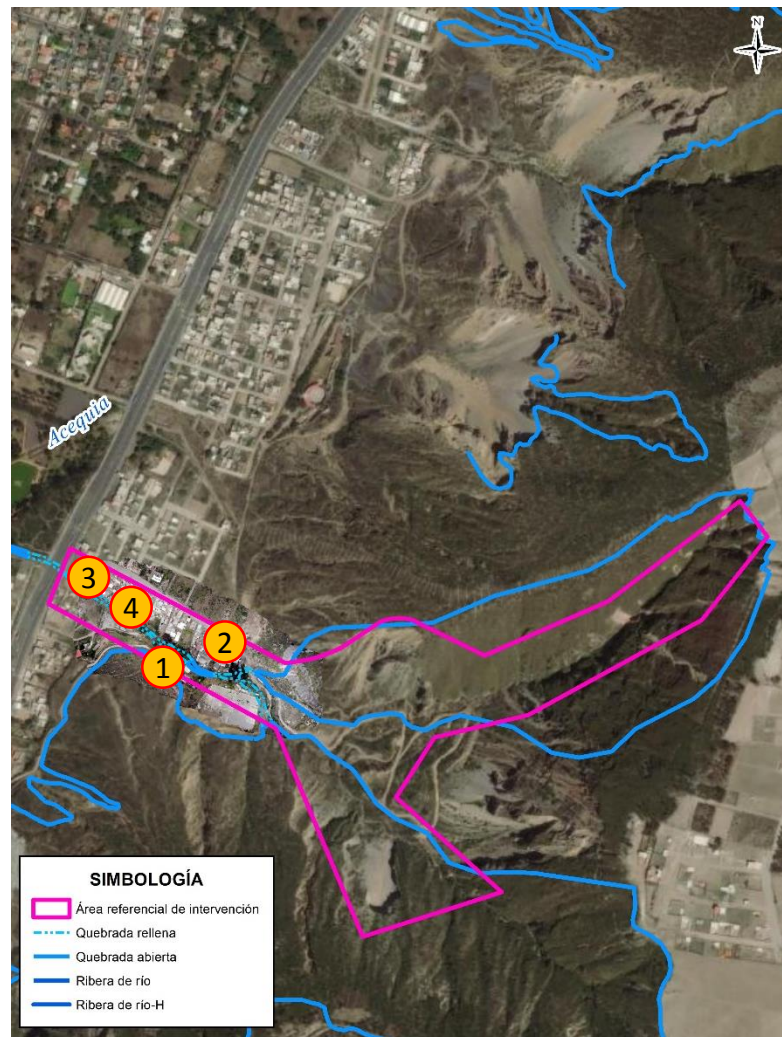 Acequia
3
4
2
1
SIMBOLOGÍA
Área referencial de intervención
Quebrada rellena
Quebrada abierta
Ribera de río
Ribera de río-H